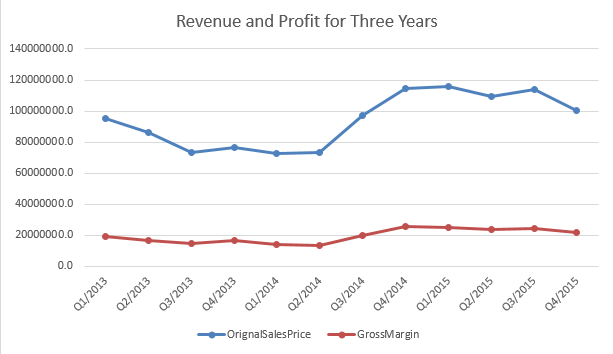 Revenue and Profit for Three Years
140000000.0
120000000.0
100000000.0
80000000.0
60000000.0
40000000.0
20000000.0
0.0
Q1/2013
Q2/2013
Q3/2013
Q4/2013
Q1/2014
Q2/2014
Q3/2014
Q4/2014
Q1/2015
Q2/2015
Q3/2015
Q4/2015
OrignalSalesPrice
GrossMargin